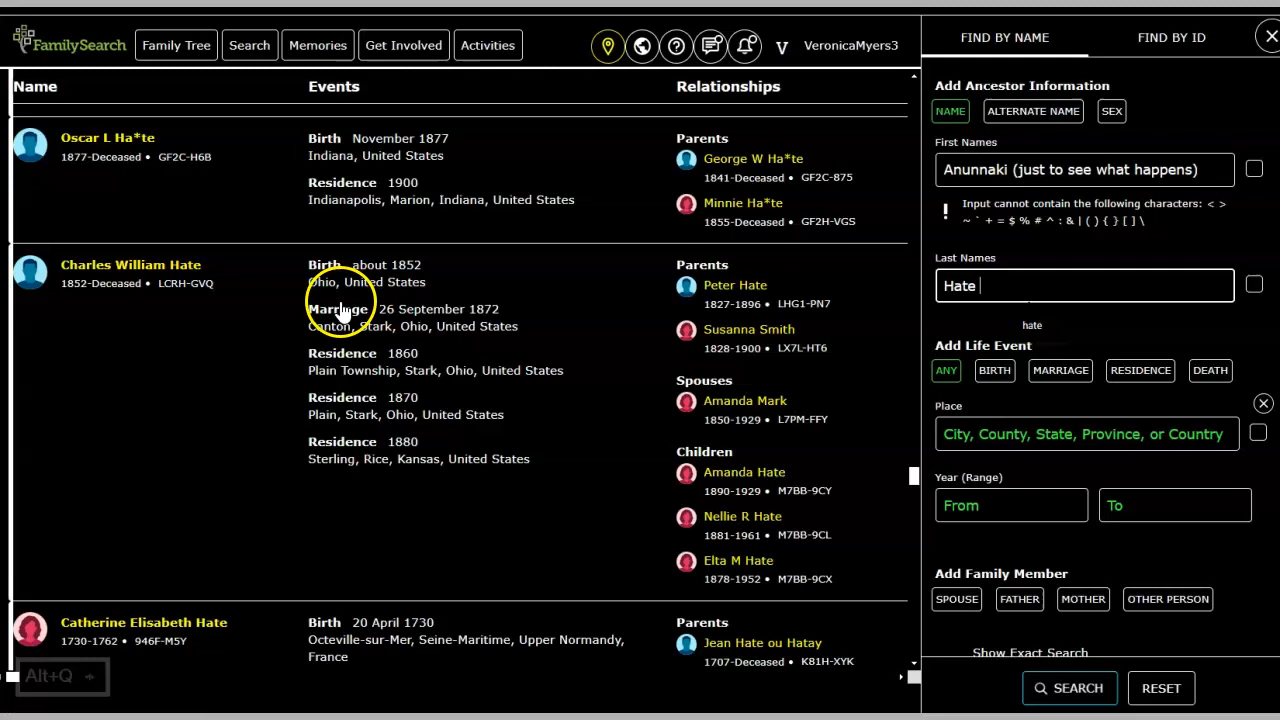 FamilySearch
Family Tree
Search
Memories
Get Involved
Activities
V
VeronicaMyers3
Name
Events
Relationships
Oscar L Ha*te
1877-Deceased • GF2C-H6B
Birth November 1877
Indiana, United States
Residence 1900
Indianapolis, Marion, Indiana, United States
Parents
George W Ha*te
1841-Deceased • GF2C-875
Minnie Ha*te
1855-Deceased • GF2H-VGS
Charles William Hate
1852-Deceased • LCRH-GVQ
Birth about 1852
Ohio, United States
Marriage 26 September 1872
Canton, Stark, Ohio, United States
Residence 1860
Plain Township, Stark, Ohio, United States
Residence 1870
Plain, Stark, Ohio, United States
Residence 1880
Sterling, Rice, Kansas, United States
Parents
Peter Hate
1827-1896 • LHG1-PN7
Susanna Smith
1828-1900 • LX7L-HT6
Spouses
Amanda Mark
1850-1929 • L7PM-FFY
Children
Amanda Hate
1890-1929 • M7BB-9CY
Nellie R Hate
1881-1961 • M7BB-9CL
Elta M Hate
1878-1952 • M7BB-9CX
Catherine Elisabeth Hate
1730-1762 • 946F-M5Y
Birth 20 April 1730
Octeville-sur-Mer, Seine-Maritime, Upper Normandy,
France
Parents
Jean Hate ou Hatay
1707-Deceased • K81H-XYK
Alt+Q
FIND BY NAME
FIND BY ID
Add Ancestor Information
NAME
ALTERNATE NAME
SEX
First Names
Anunnaki (just to see what happens)
! Input cannot contain the following characters: < >
~ ` + = $ % # ^ : & | ( ) { } [ ] \
Last Names
Hate
hate
Add Life Event
ANY
BIRTH
MARRIAGE
RESIDENCE
DEATH
Place
City, County, State, Province, or Country
Year (Range)
From
To
Add Family Member
SPOUSE
FATHER
MOTHER
OTHER PERSON
Show Exact Search
SEARCH
RESET